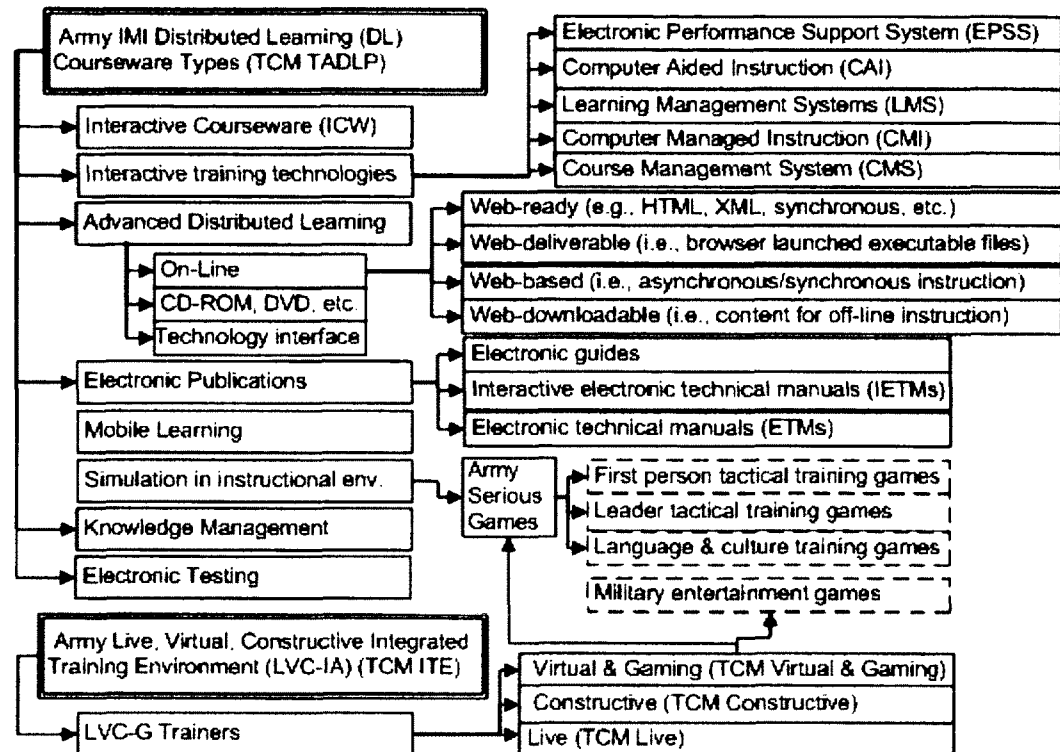 Army IMI Distributed Learning (DL)
Courseware Types (TCM TADLP)
Interactive Courseware (ICW)
Interactive training technologies
Electronic Performance Support System (EPSS)
Computer Aided Instruction (CAI)
Learning Management Systems (LMS)
Computer Managed Instruction (CMI)
Course Management System (CMS)
Advanced Distributed Learning
On-Line
CD-ROM, DVD, etc.
Technology interface
Web-ready (e.g., HTML, XML, synchronous, etc.)
Web-deliverable (i.e., browser launched executable files)
Web-based (i.e., asynchronous/synchronous instruction)
Web-downloadable (i.e., content for off-line instruction)
Electronic Publications
Electronic guides
Interactive electronic technical manuals (IETMs)
Electronic technical manuals (ETMs)
Mobile Learning
Simulation in instructional env.
Army
Serious
Games
First person tactical training games
Leader tactical training games
Language & culture training games
Military entertainment games
Knowledge Management
Electronic Testing
Army Live, Virtual, Constructive Integrated
Training Environment (LVC-IA) (TCM ITE)
LVC-G Trainers
Virtual & Gaming (TCM Virtual & Gaming)
Constructive (TCM Constructive)
Live (TCM Live)